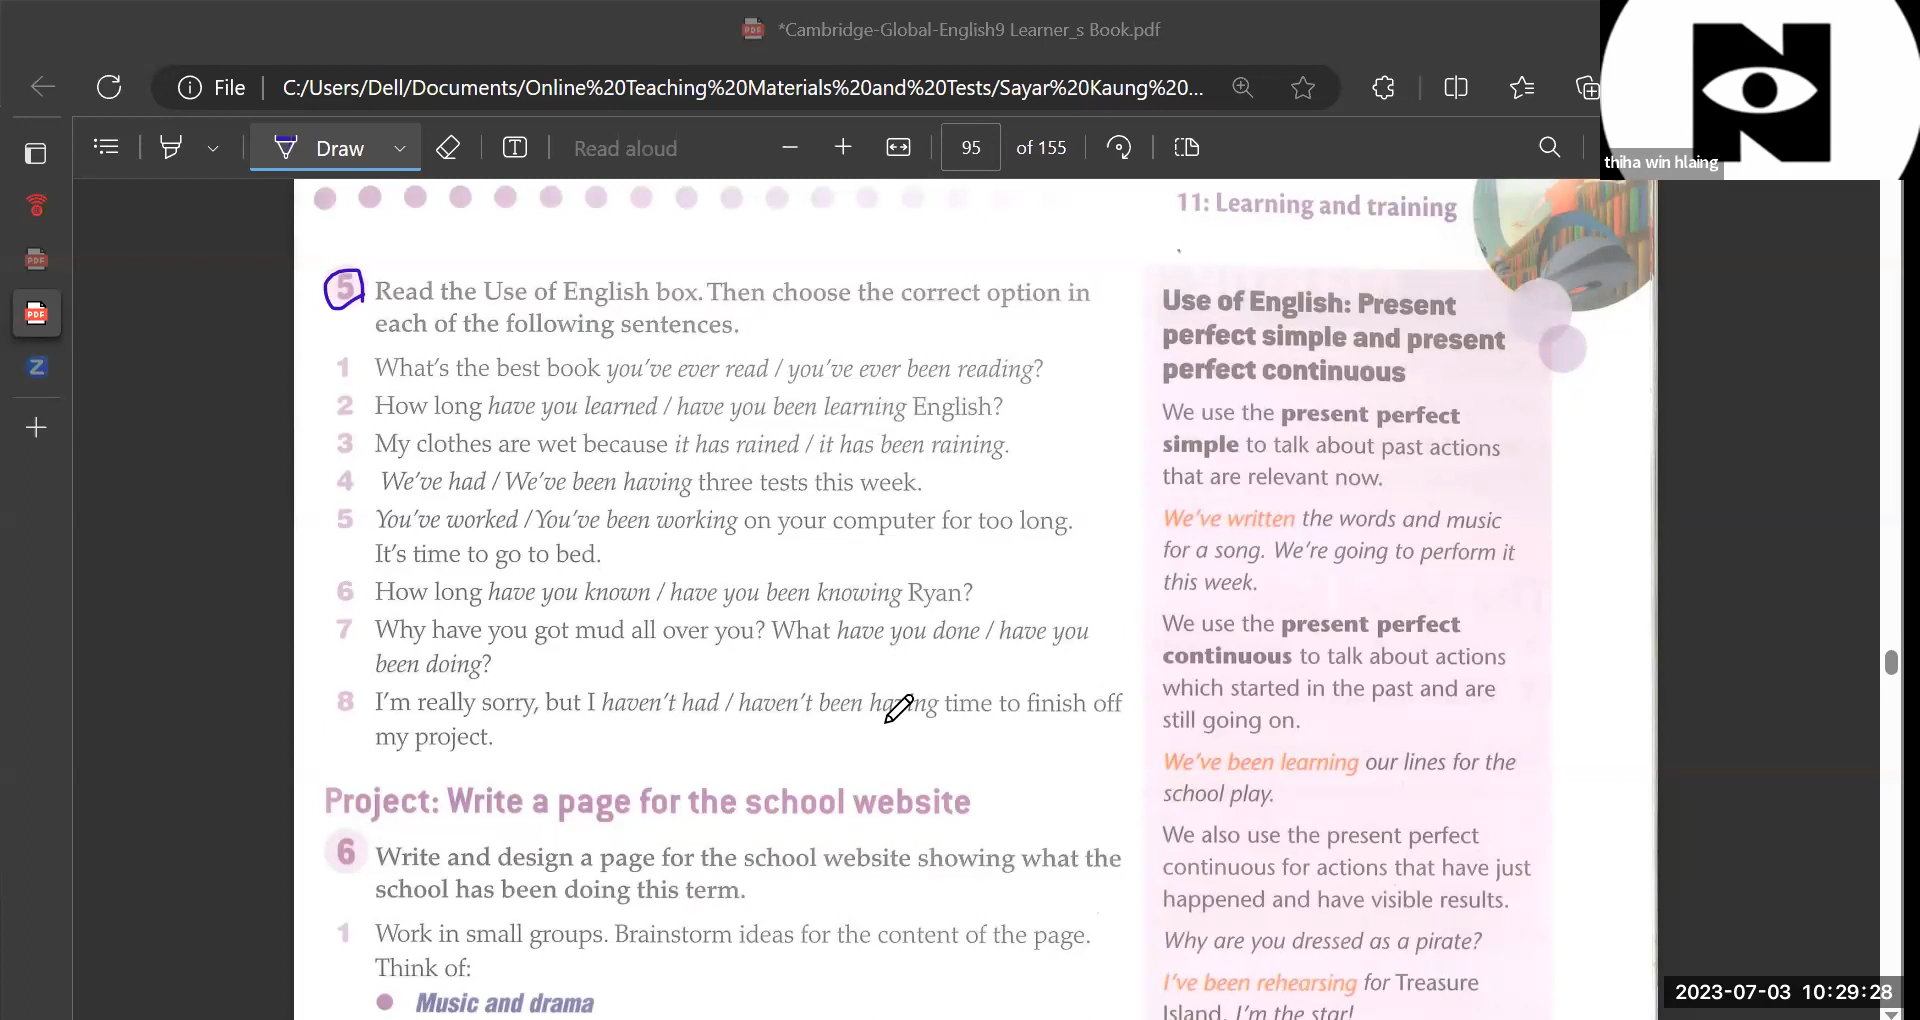 *Cambridge-Global-English9 Learner_s Book.pdf
File
C:/Users/Dell/Documents/Online%20Teaching%20Materials%20and%20Tests/Sayar%20Kaung%20...
Draw
Read aloud
95
of 155
thiha win hlaing
11: Learning and training
5 Read the Use of English box. Then choose the correct option in
each of the following sentences.
1 What's the best book you've ever read / you've ever been reading?
2 How long have you learned / have you been learning English?
3 My clothes are wet because it has rained / it has been raining.
4 We've had / We've been having three tests this week.
5 You've worked / You've been working on your computer for too long.
It's time to go to bed.
6 How long have you known / have you been knowing Ryan?
7 Why have you got mud all over you? What have you done / have you
been doing?
8 I'm really sorry, but I haven't had / haven't been having time to finish off
my project.
Project: Write a page for the school website
6 Write and design a page for the school website showing what the
school has been doing this term.
1 Work in small groups. Brainstorm ideas for the content of the page.
Think of:
Music and drama
Use of English: Present
perfect simple and present
perfect continuous
We use the present perfect
simple to talk about past actions
that are relevant now.
We've written the words and music
for a song. We're going to perform it
this week.
We use the present perfect
continuous to talk about actions
which started in the past and are
still going on.
We've been learning our lines for the
school play.
We also use the present perfect
continuous for actions that have just
happened and have visible results.
Why are you dressed as a pirate?
I've been rehearsing for Treasure
Island. I'm the star!
PDF
PDF
PDF
Z
N
2023-07-03 10:29:28